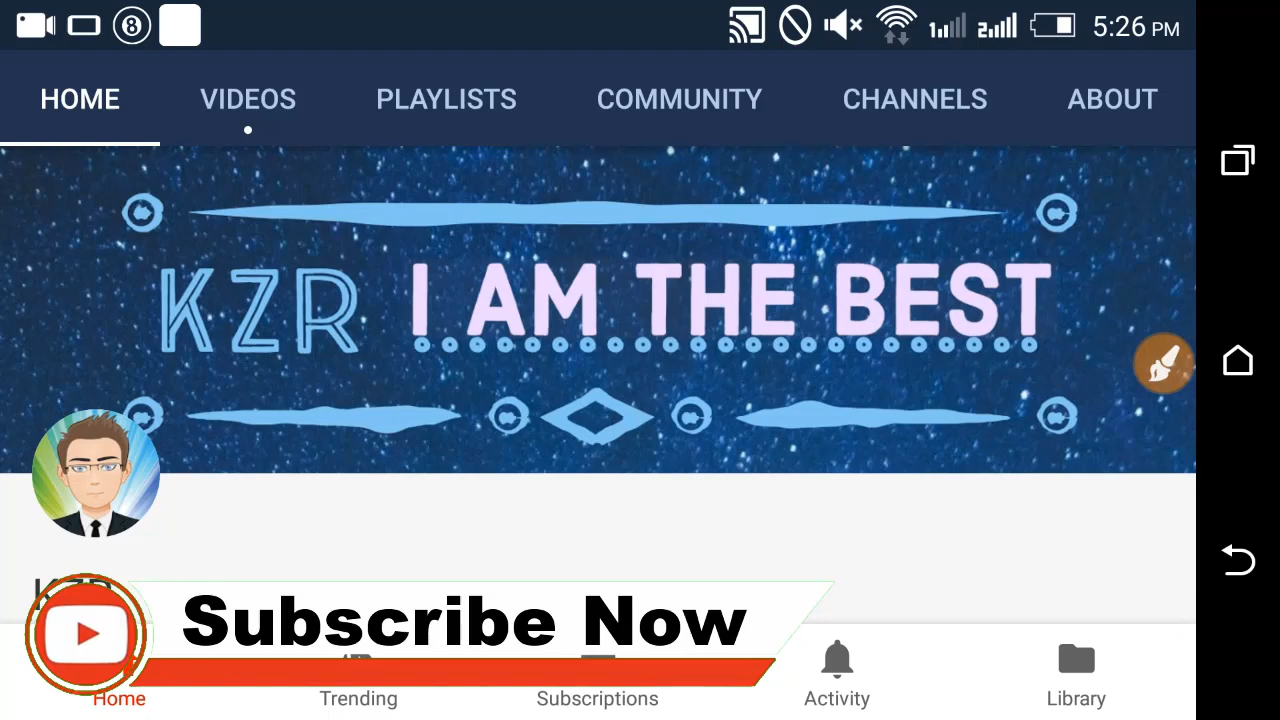 5:26 PM
HOME VIDEOS PLAYLISTS COMMUNITY CHANNELS ABOUT
KZR I AM THE BEST
KZR
Subscribe Now
Home Trending Subscriptions Activity Library